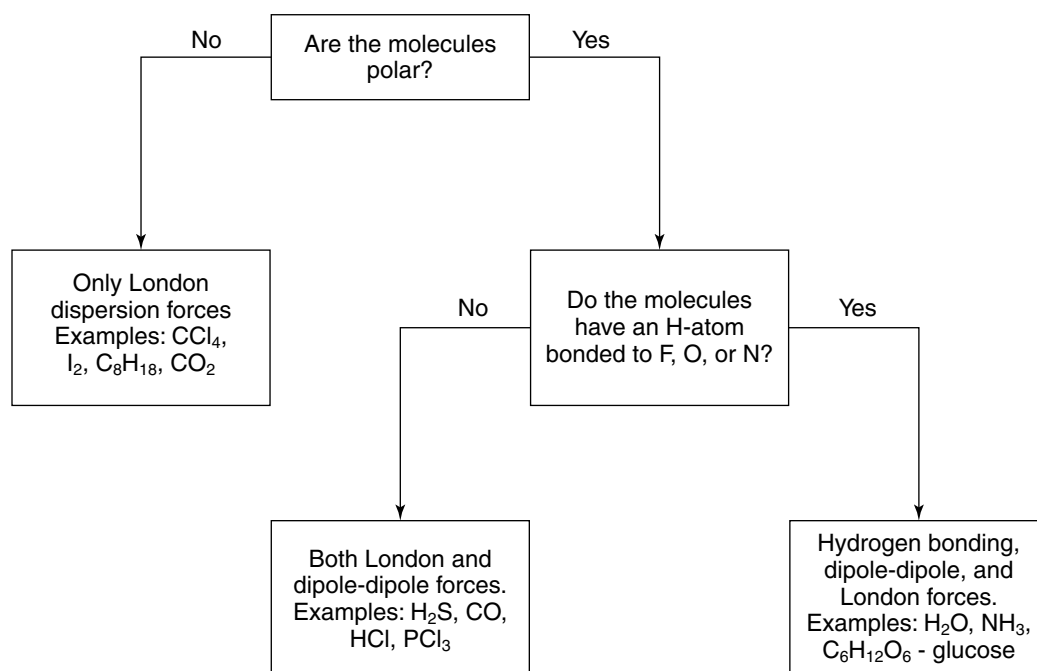 No
Are the molecules
polar?
Yes
Only London
dispersion forces
Examples: CCl₄,
I₂, C₈H₁₈, CO₂
No
Do the molecules
have an H-atom
bonded to F, O, or N?
Yes
Both London and
dipole-dipole forces.
Examples: H₂S, CO,
HCl, PCl₃
Hydrogen bonding,
dipole-dipole, and
London forces.
Examples: H₂O, NH₃,
C₆H₁₂O₆ - glucose